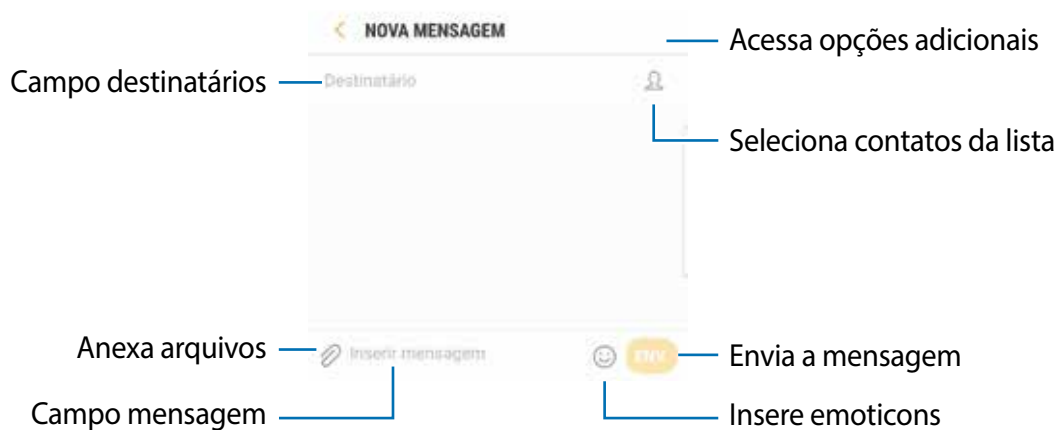 NOVA MENSAGEM
Acessa opções adicionais
Campo destinatários
Destinatário
Seleciona contatos da lista
Anexa arquivos
Inserir mensagem
ENV
Envia a mensagem
Campo mensagem
Insere emoticons